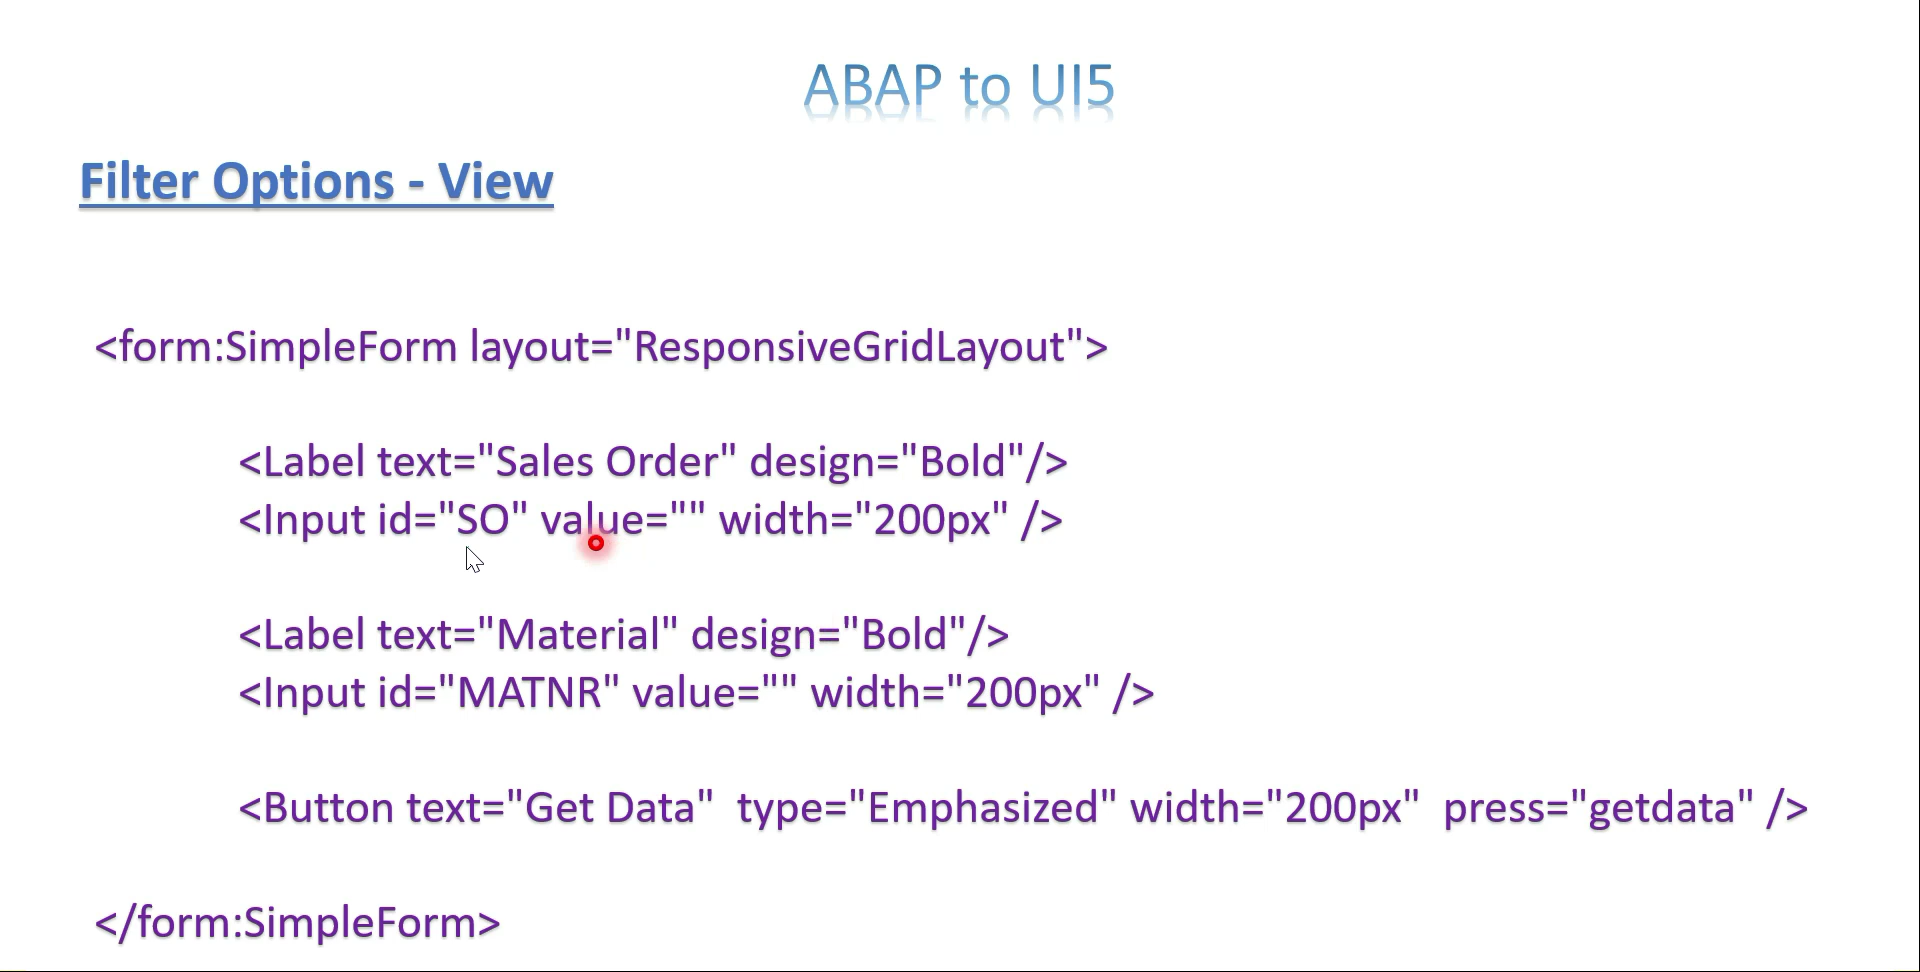 ABAP to UI5
Filter Options - View
<form:SimpleForm layout="ResponsiveGridLayout">
<Label text="Sales Order" design="Bold"/>
<Input id="SO" value="" width="200px" />
<Label text="Material" design="Bold"/>
<Input id="MATNR" value="" width="200px" />
<Button text="Get Data"  type="Emphasized" width="200px"  press="getdata" />
</form:SimpleForm>